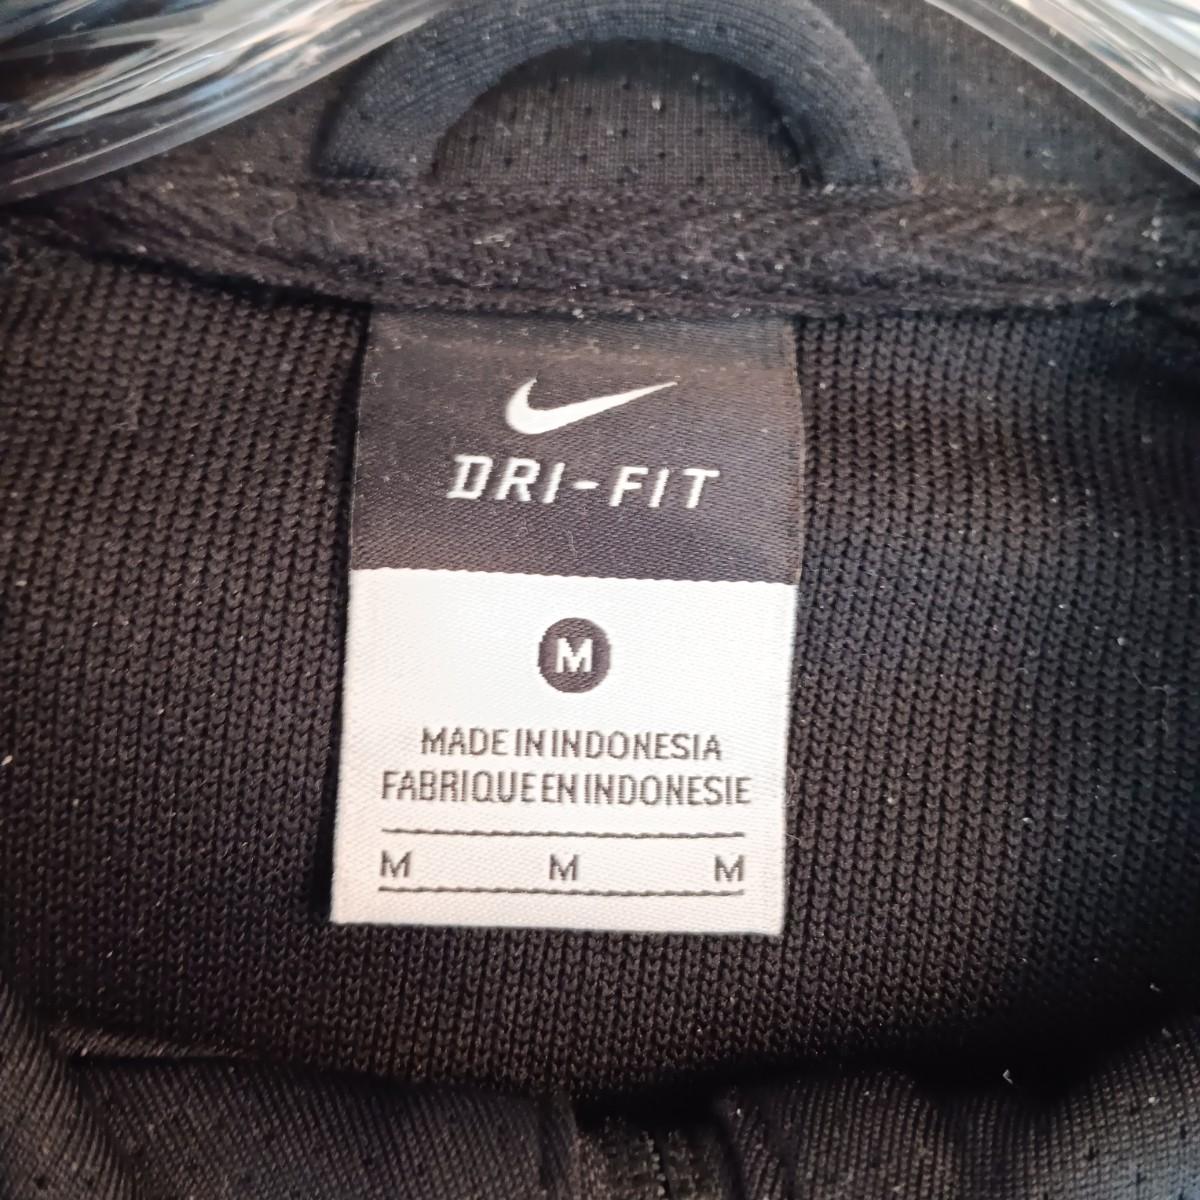 DRI-FIT
M
MADE IN INDONESIA
FABRIQUE EN INDONESIE
M M M